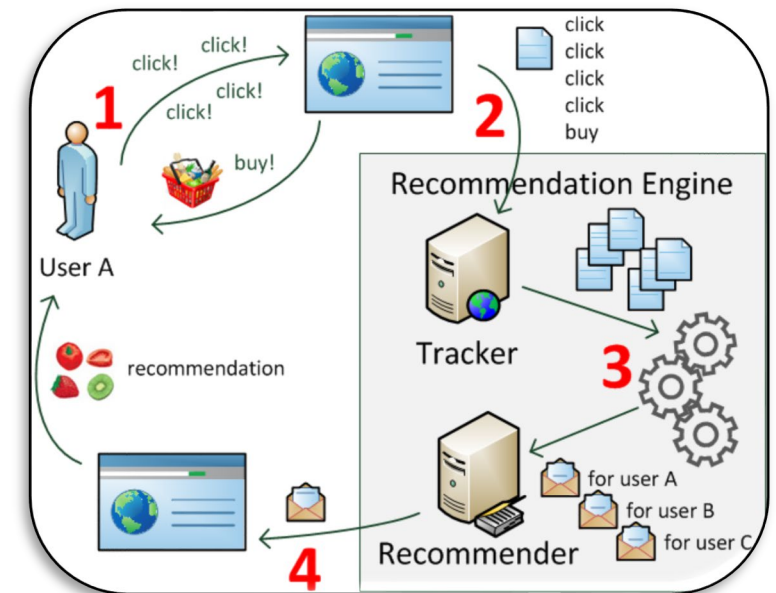 click!
click!
click!
click!
1
buy!
User A
2
click
click
click
click
buy
Recommendation Engine
Tracker
3
Recommender
for user A
for user B
for user C
4
recommendation